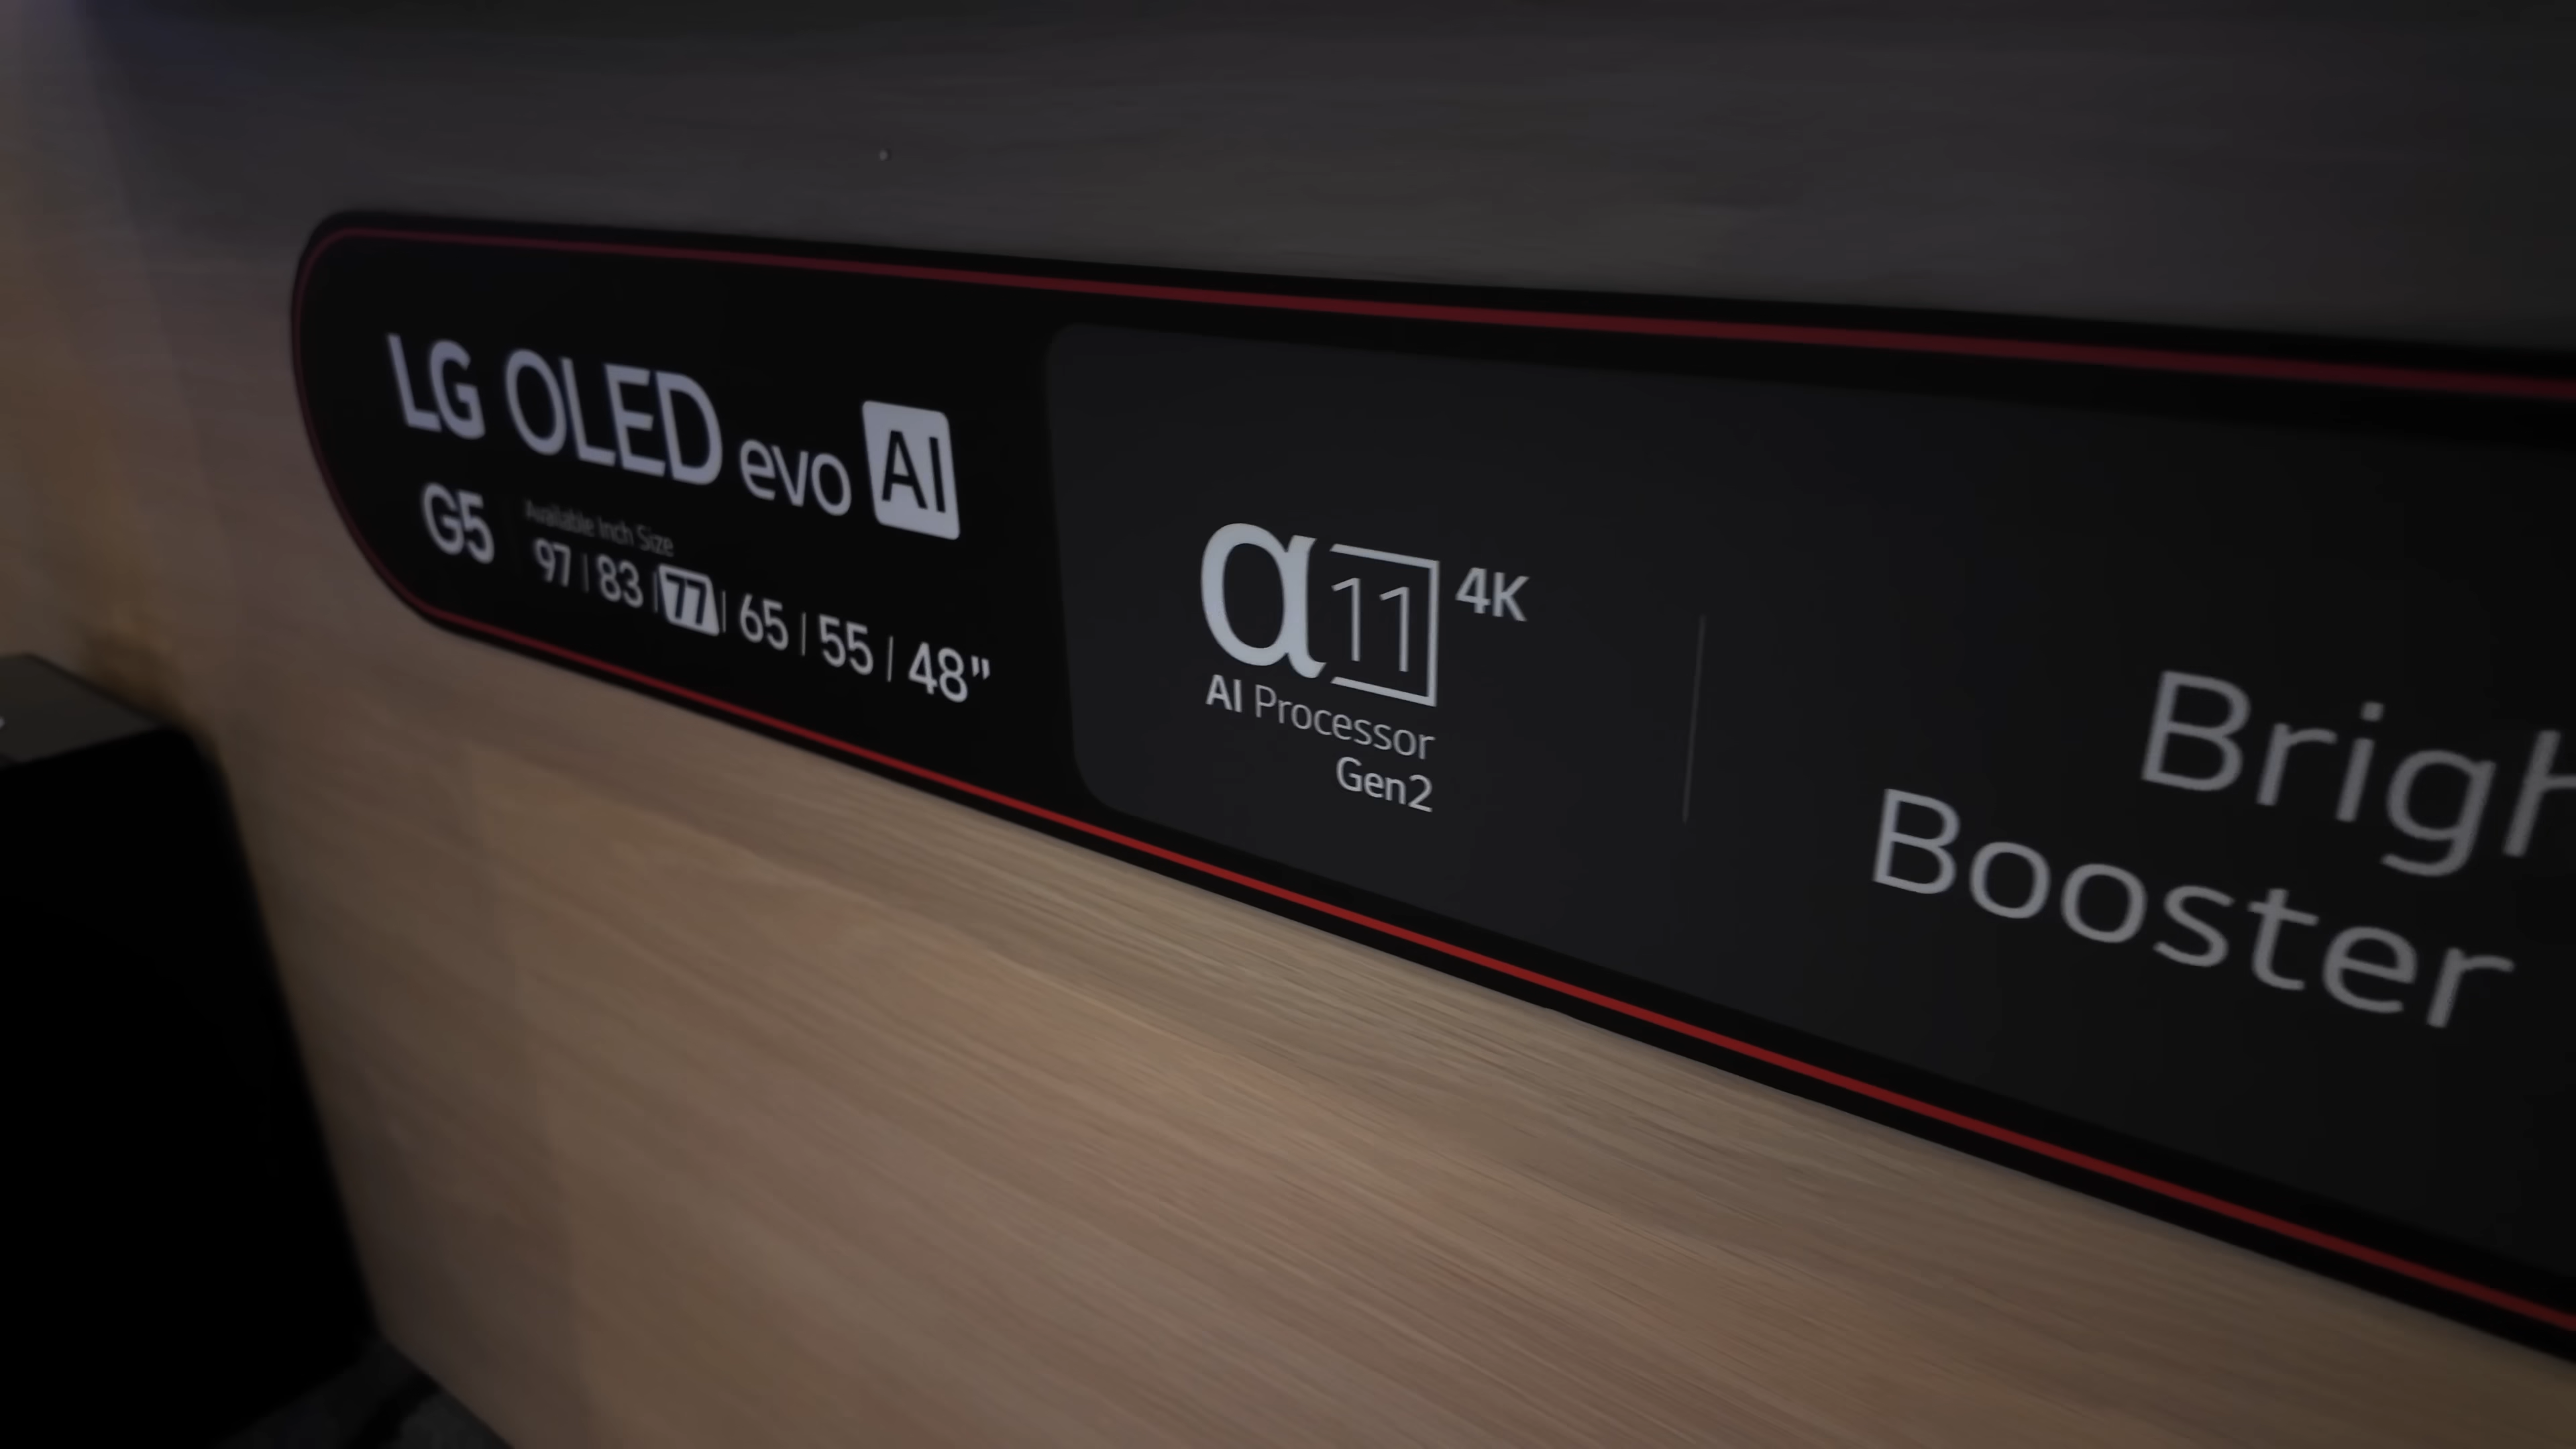 LG OLED evo AI
G5
Available Inch Size
97 | 83 | 77 | 65 | 55 | 48"
α11 4K
AI Processor
Gen2
Brigh
Booster